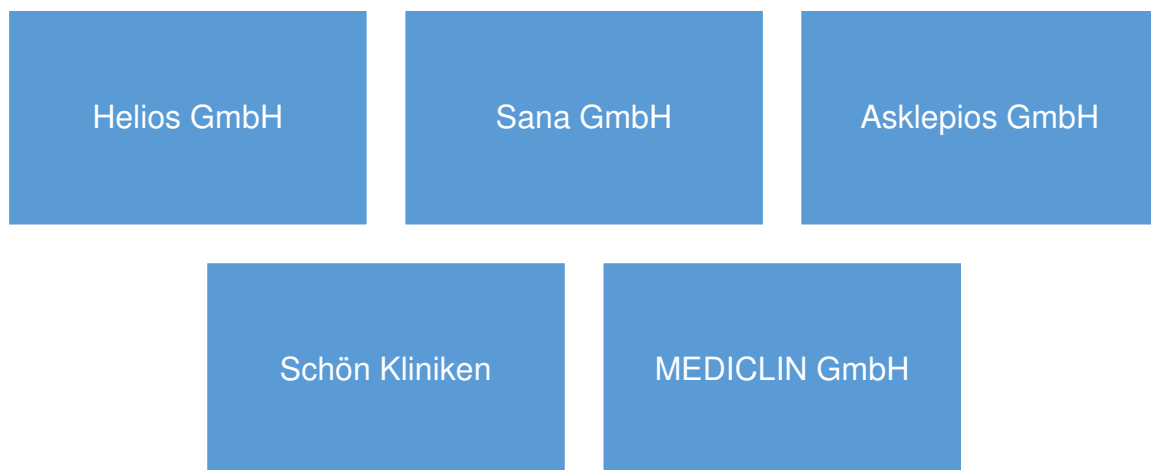 Helios GmbH
Sana GmbH
Asklepios GmbH
Schön Kliniken
MEDICLIN GmbH